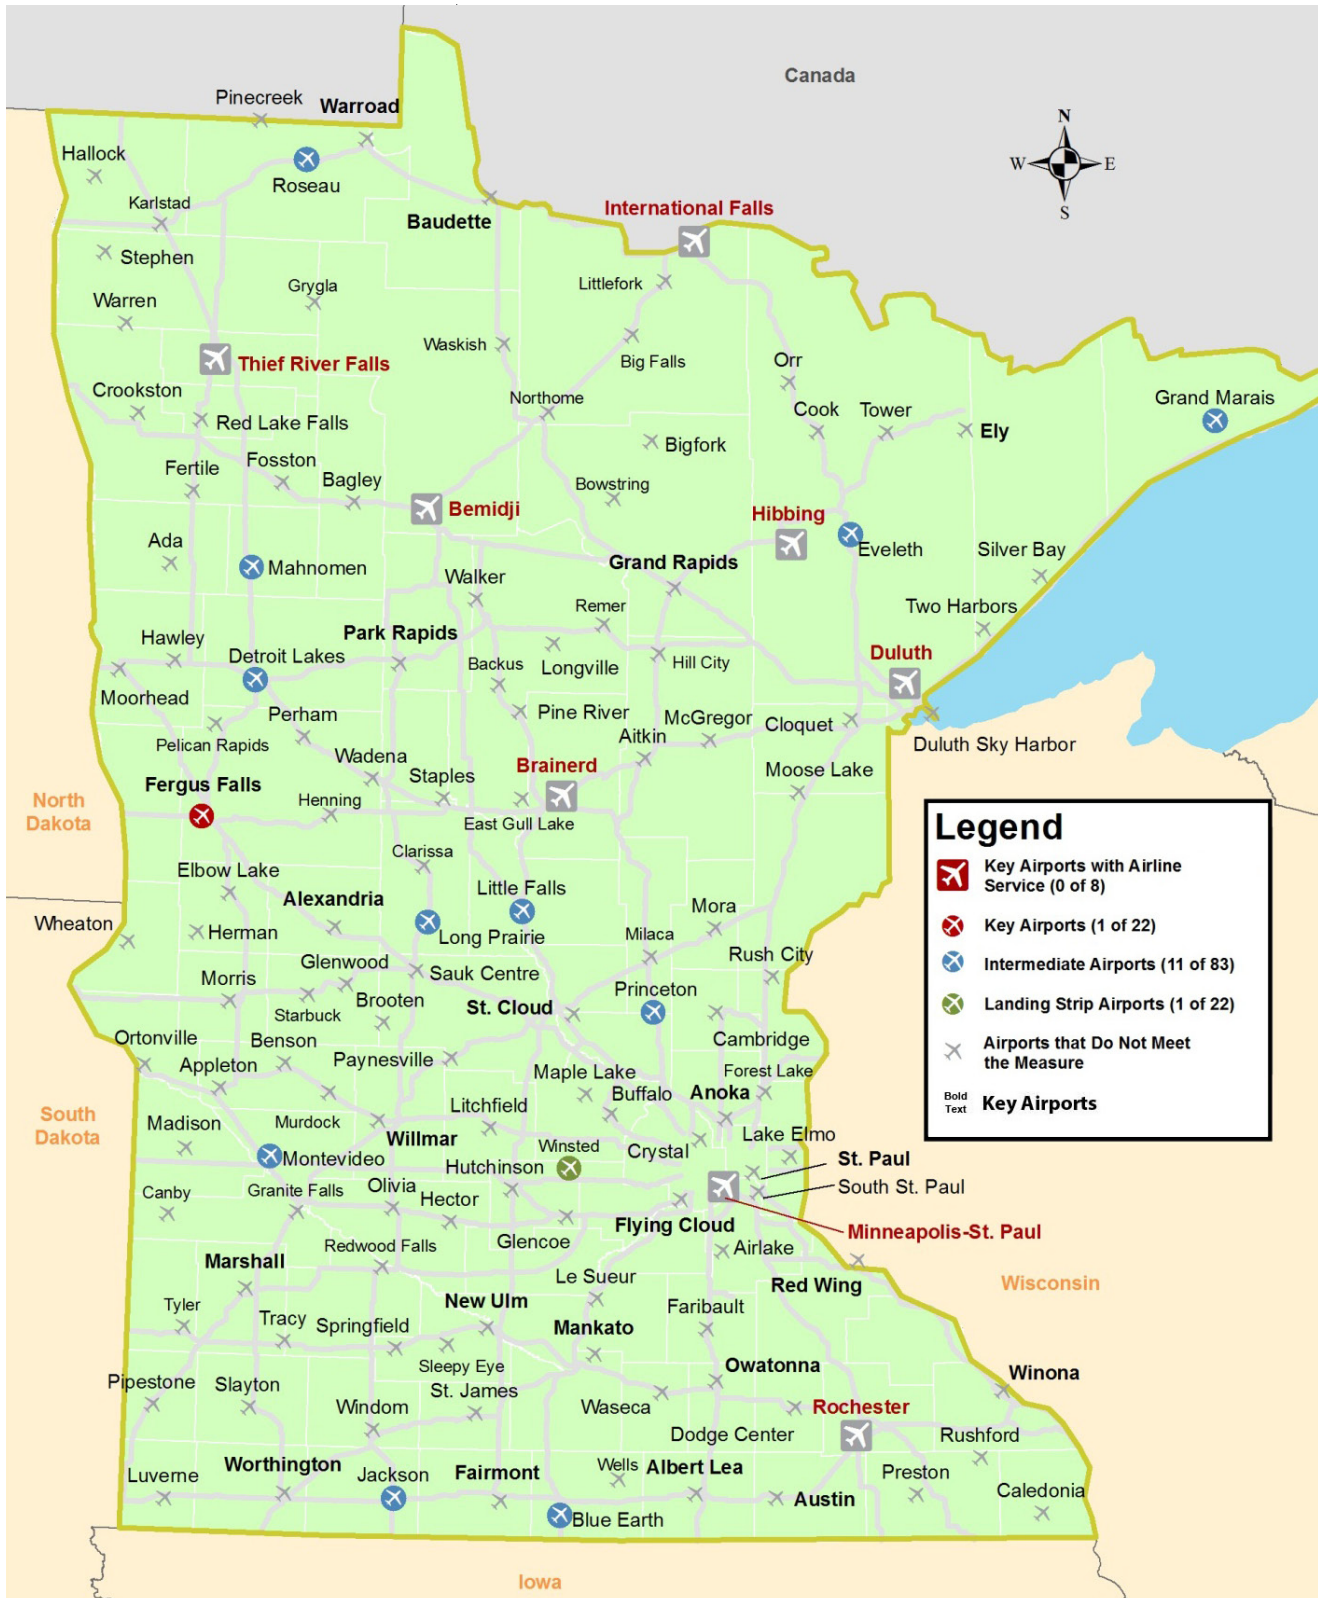 Canada
Pinecreek
Warroad
N
W
E
S
Hallock
Roseau
Karlstad
Baudette
International Falls
Stephen
Grygla
Littlefork
Warren
Waskish
Big Falls
Thief River Falls
Orr
Crookston
Northome
Grand Marais
Red Lake Falls
Cook
Tower
Ely
Bigfork
Fosston
Fertile
Bagley
Bowstring
Bemidji
Hibbing
Ada
Eveleth
Silver Bay
Mahnomen
Grand Rapids
Walker
Remer
Two Harbors
Park Rapids
Hawley
Detroit Lakes
Backus
Longville
Hill City
Duluth
Moorhead
Perham
Pine River
McGregor
Cloquet
Pelican Rapids
Aitkin
Duluth Sky Harbor
Wadena
Staples
Brainerd
Moose Lake
Fergus Falls
Henning
East Gull Lake
North
Dakota
Clarissa
Elbow Lake
Little Falls
Alexandria
Mora
Wheaton
Herman
Long Prairie
Milaca
Rush City
Glenwood
Sauk Centre
Morris
Brooten
Princeton
Starbuck
St. Cloud
Ortonville
Benson
Cambridge
Appleton
Paynesville
Maple Lake
Forest Lake
Buffalo
Anoka
South
Dakota
Madison
Murdock
Litchfield
Willmar
Winsted
Crystal
Lake Elmo
Montevideo
Hutchinson
St. Paul
Canby
Granite Falls
Olivia
Hector
South St. Paul
Flying Cloud
Minneapolis-St. Paul
Glencoe
Redwood Falls
Airlake
Marshall
Le Sueur
Red Wing
Wisconsin
Tyler
Tracy
Springfield
New Ulm
Faribault
Mankato
Sleepy Eye
Owatonna
Winona
Pipestone
Slayton
St. James
Windom
Waseca
Rochester
Dodge Center
Rushford
Luverne
Worthington
Jackson
Fairmont
Wells
Albert Lea
Preston
Austin
Caledonia
Blue Earth
Iowa
Legend
Key Airports with Airline
Service (0 of 8)
Key Airports (1 of 22)
Intermediate Airports (11 of 83)
Landing Strip Airports (1 of 22)
Airports that Do Not Meet
the Measure
Bold
Text
Key Airports